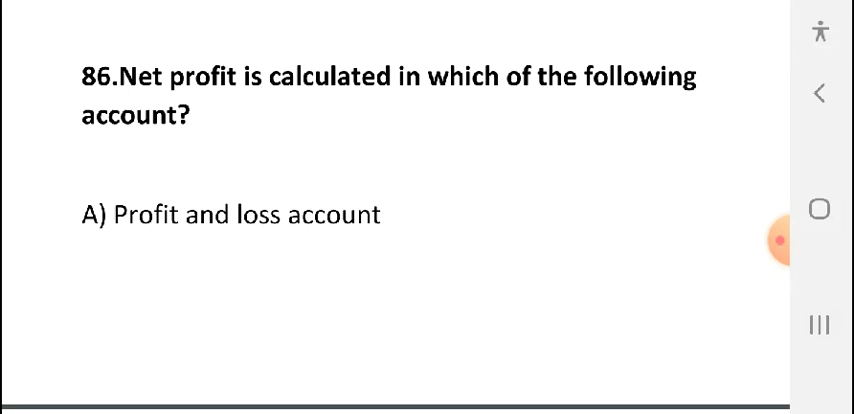 86.Net profit is calculated in which of the following
account?
A) Profit and loss account